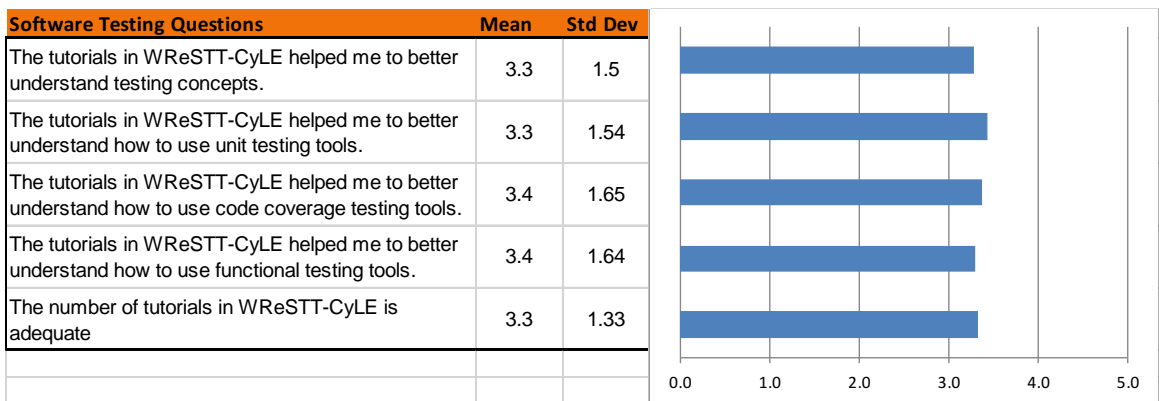 Software Testing Questions Mean Std Dev
The tutorials in WReSTT-CyLE helped me to better
understand testing concepts.
3.3 1.5
The tutorials in WReSTT-CyLE helped me to better
understand how to use unit testing tools.
3.3 1.54
The tutorials in WReSTT-CyLE helped me to better
understand how to use code coverage testing tools.
3.4 1.65
The tutorials in WReSTT-CyLE helped me to better
understand how to use functional testing tools.
3.4 1.64
The number of tutorials in WReSTT-CyLE is
adequate
3.3 1.33
0.0 1.0 2.0 3.0 4.0 5.0